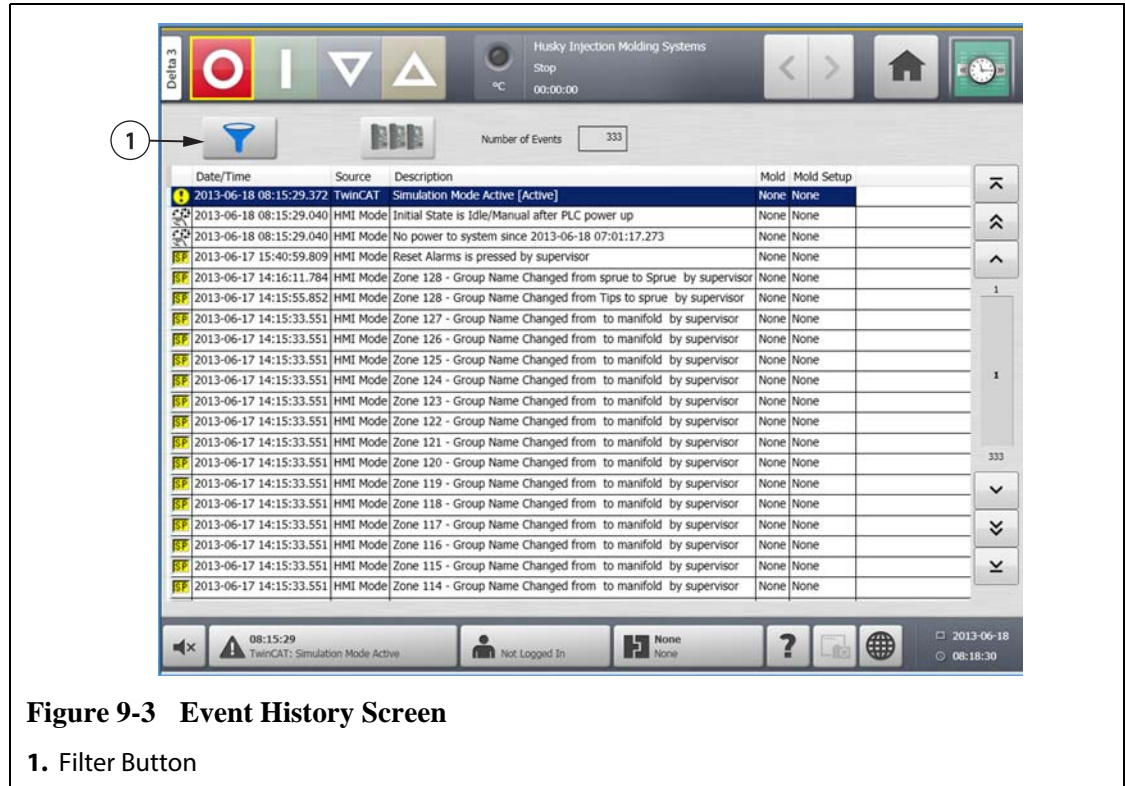 Delta 3
Husky Injection Molding Systems
Stop
°C
00:00:00
1
Number of Events 333
Date/Time Source Description Mold Mold Setup
2013-06-18 08:15:29.372 TwinCAT Simulation Mode Active [Active] None None
2013-06-18 08:15:29.040 HMI Mode Initial State is Idle/Manual after PLC power up None None
2013-06-18 08:15:29.040 HMI Mode No power to system since 2013-06-18 07:01:17.273 None None
SP 2013-06-17 15:40:59.809 HMI Mode Reset Alarms is pressed by supervisor None None
SP 2013-06-17 14:16:11.784 HMI Mode Zone 128 - Group Name Changed from sprue to Sprue by supervisor None None
SP 2013-06-17 14:15:55.852 HMI Mode Zone 128 - Group Name Changed from Tips to sprue by supervisor None None
SP 2013-06-17 14:15:33.551 HMI Mode Zone 127 - Group Name Changed from to manifold by supervisor None None
SP 2013-06-17 14:15:33.551 HMI Mode Zone 126 - Group Name Changed from to manifold by supervisor None None
SP 2013-06-17 14:15:33.551 HMI Mode Zone 125 - Group Name Changed from to manifold by supervisor None None
SP 2013-06-17 14:15:33.551 HMI Mode Zone 124 - Group Name Changed from to manifold by supervisor None None
SP 2013-06-17 14:15:33.551 HMI Mode Zone 123 - Group Name Changed from to manifold by supervisor None None
SP 2013-06-17 14:15:33.551 HMI Mode Zone 122 - Group Name Changed from to manifold by supervisor None None
SP 2013-06-17 14:15:33.551 HMI Mode Zone 121 - Group Name Changed from to manifold by supervisor None None
SP 2013-06-17 14:15:33.551 HMI Mode Zone 120 - Group Name Changed from to manifold by supervisor None None
SP 2013-06-17 14:15:33.551 HMI Mode Zone 119 - Group Name Changed from to manifold by supervisor None None
SP 2013-06-17 14:15:33.551 HMI Mode Zone 118 - Group Name Changed from to manifold by supervisor None None
SP 2013-06-17 14:15:33.551 HMI Mode Zone 117 - Group Name Changed from to manifold by supervisor None None
SP 2013-06-17 14:15:33.551 HMI Mode Zone 116 - Group Name Changed from to manifold by supervisor None None
SP 2013-06-17 14:15:33.551 HMI Mode Zone 115 - Group Name Changed from to manifold by supervisor None None
SP 2013-06-17 14:15:33.551 HMI Mode Zone 114 - Group Name Changed from to manifold by supervisor None None
1
1
333
08:15:29
TwinCAT: Simulation Mode Active
Not Logged In
None
None
?
2013-06-18
08:18:30
Figure 9-3 Event History Screen
1. Filter Button